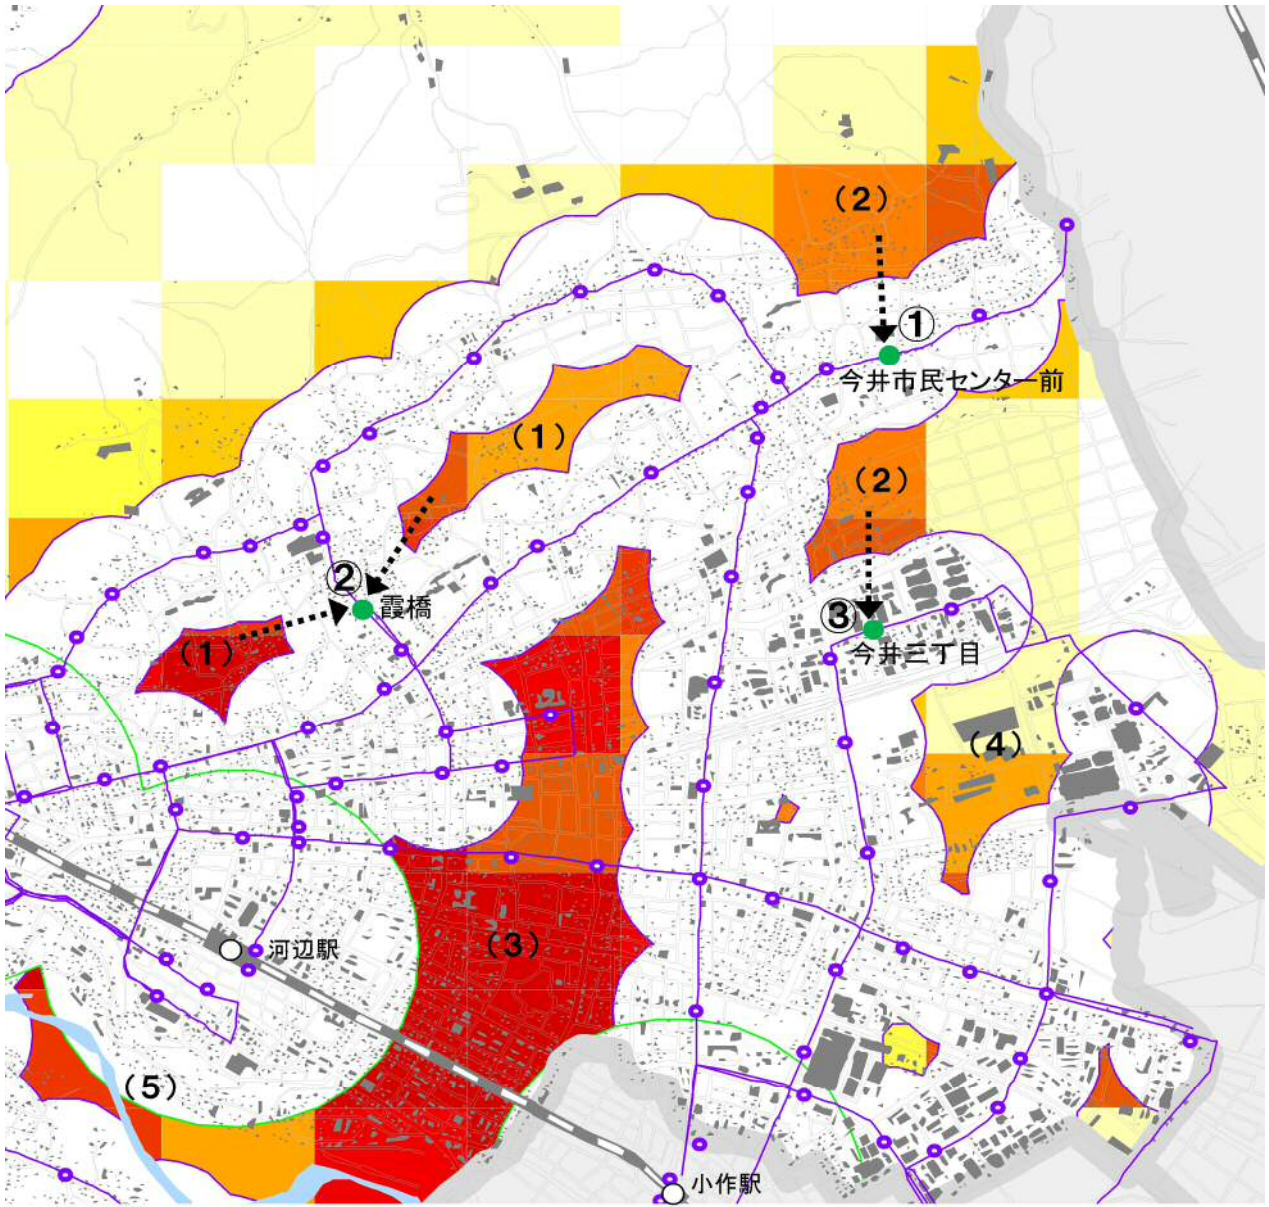 (2)
①
今井市民センター前
(1)
(2)
②
霞橋
③
今井三丁目
(1)
(4)
(3)
河辺駅
(5)
小作駅